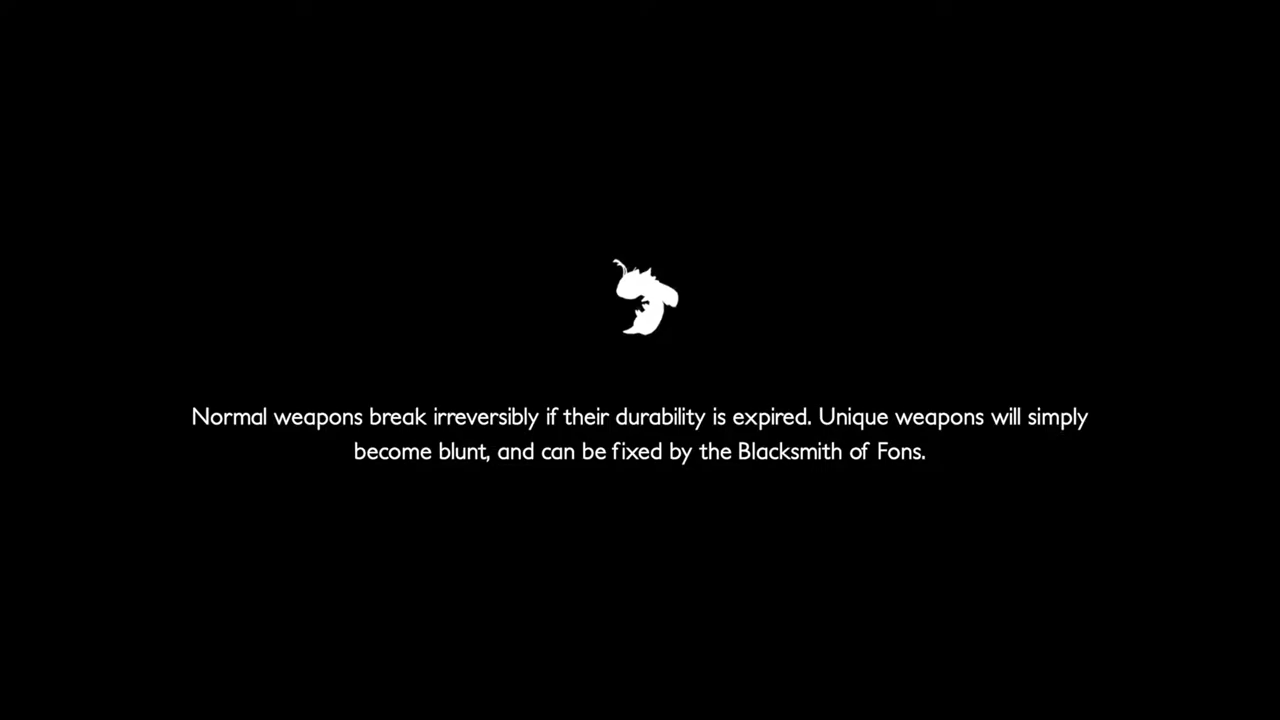 Normal weapons break irreversibly if their durability is expired. Unique weapons will simply
become blunt, and can be fixed by the Blacksmith of Fons.